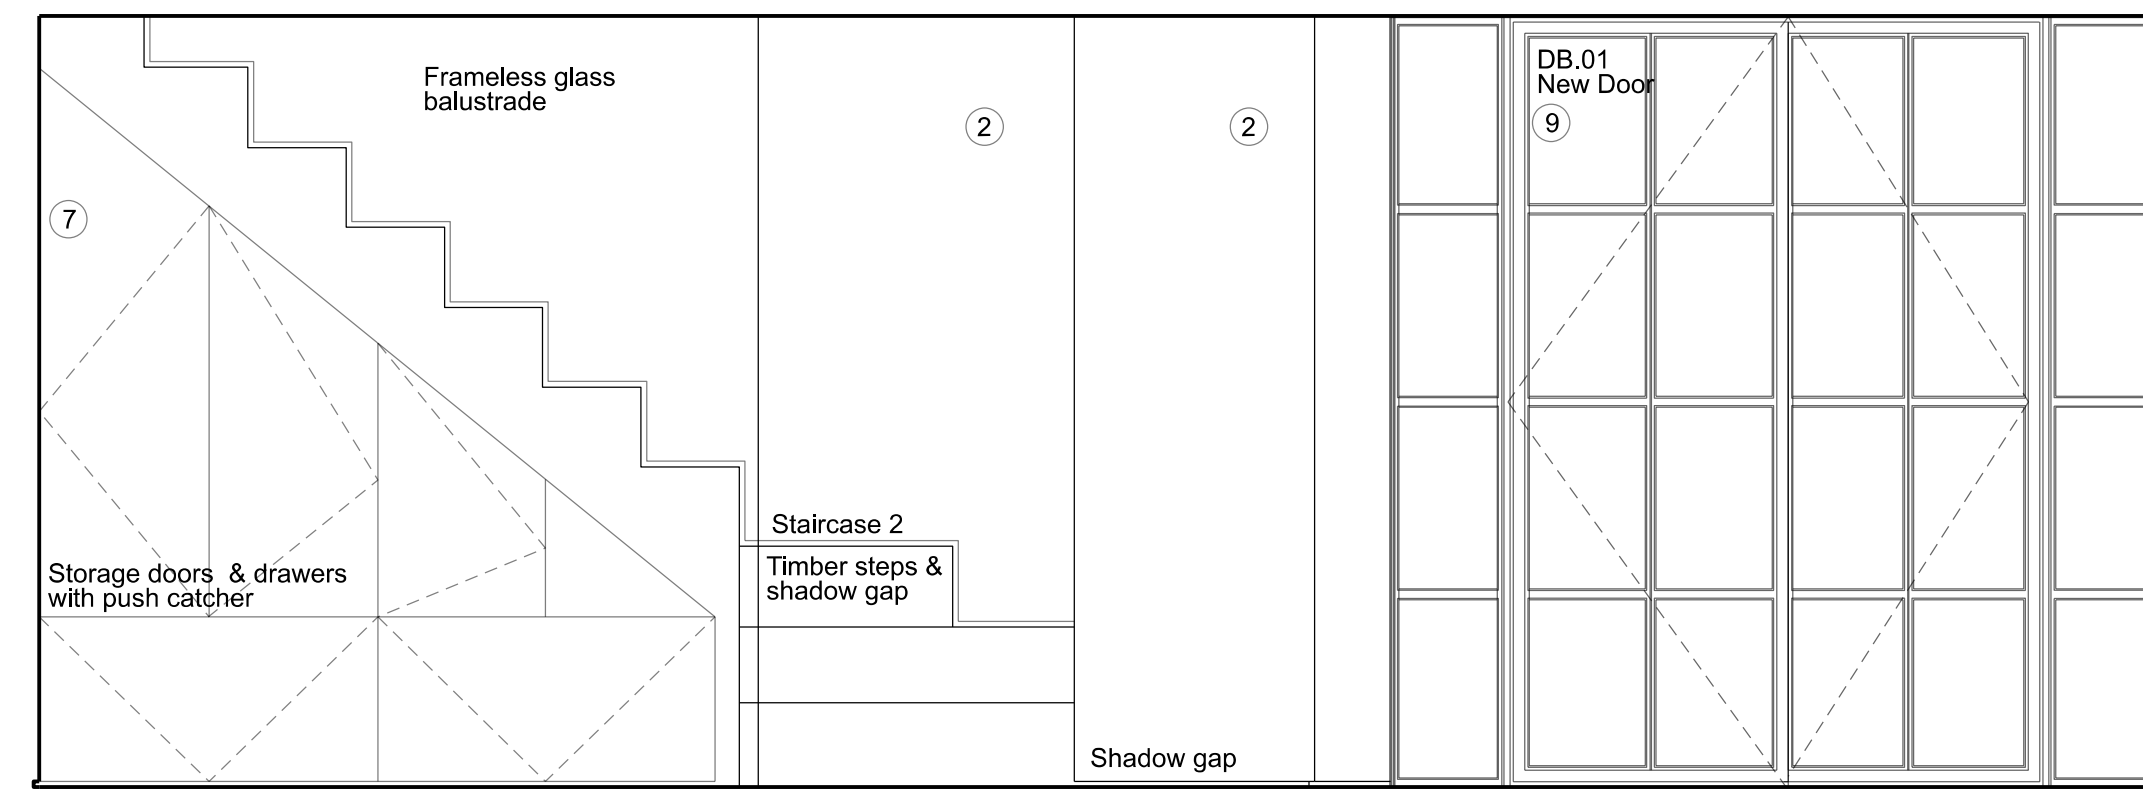 Frameless glass
balustrade
2
2
DB.01
New Door
9
7
Staircase 2
Timber steps &
shadow gap
Storage doors & drawers
with push catcher
Shadow gap